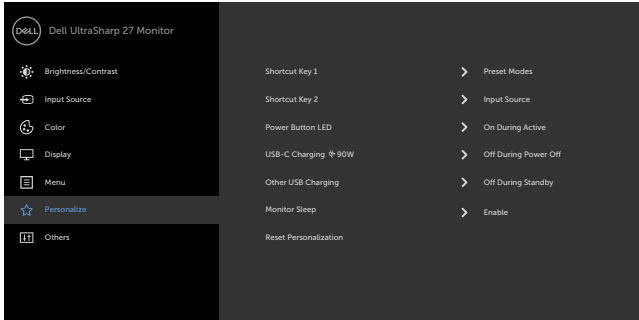 DELL Dell UltraSharp 27 Monitor
Brightness/Contrast Shortcut Key 1 Preset Modes
Input Source Shortcut Key 2 Input Source
Color Power Button LED On During Active
Display USB-C Charging 90W Off During Power Off
Menu Other USB Charging Off During Standby
Personalize Monitor Sleep Enable
Others Reset Personalization